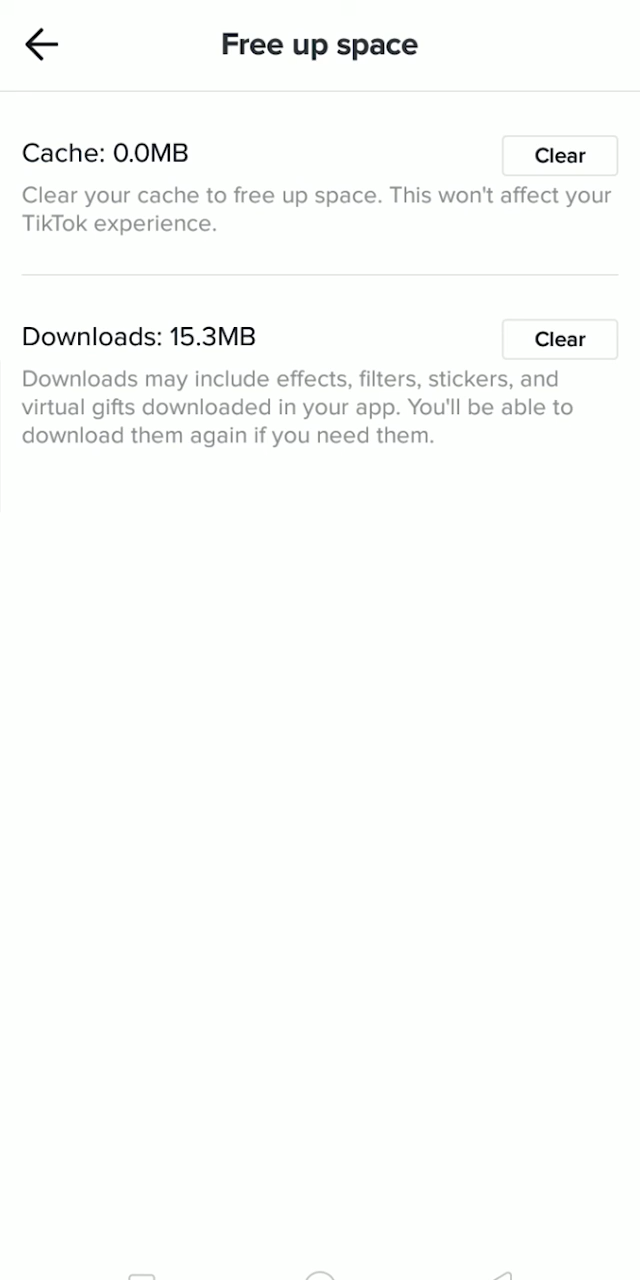 Free up space
Cache: 0.0MB
Clear
Clear your cache to free up space. This won't affect your
TikTok experience.
Downloads: 15.3MB
Clear
Downloads may include effects, filters, stickers, and
virtual gifts downloaded in your app. You'll be able to
download them again if you need them.